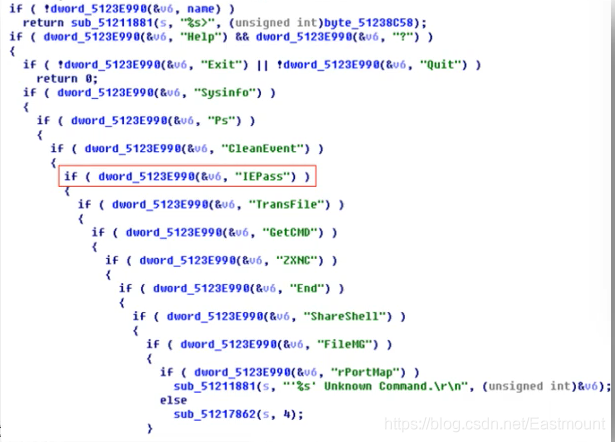 if ( !dword_5123E990(&v6, name) )
return sub_51211881(s, "%s>", (unsigned int)byte_51238C58);
if ( dword_5123E990(&v6, "Help") && dword_5123E990(&v6, "?") )
{
if ( !dword_5123E990(&v6, "Exit") || !dword_5123E990(&v6, "Quit") )
return 0;
if ( dword_5123E990(&v6, "Sysinfo") )
{
if ( dword_5123E990(&v6, "Ps") )
{
if ( dword_5123E990(&v6, "CleanEvent") )
{
if ( dword_5123E990(&v6, "IEPass") )
{
if ( dword_5123E990(&v6, "TransFile") )
{
if ( dword_5123E990(&v6, "GetCMD") )
{
if ( dword_5123E990(&v6, "ZXNC") )
{
if ( dword_5123E990(&v6, "End") )
{
if ( dword_5123E990(&v6, "ShareShell") )
{
if ( dword_5123E990(&v6, "FileMG") )
{
if ( dword_5123E990(&v6, "rPortMap") )
sub_51211881(s, "'%s' Unknown Command.\r\n", (unsigned int)&v6);
else
sub_51217862(s, 4);
}
https://blog.csdn.net/Eastmount